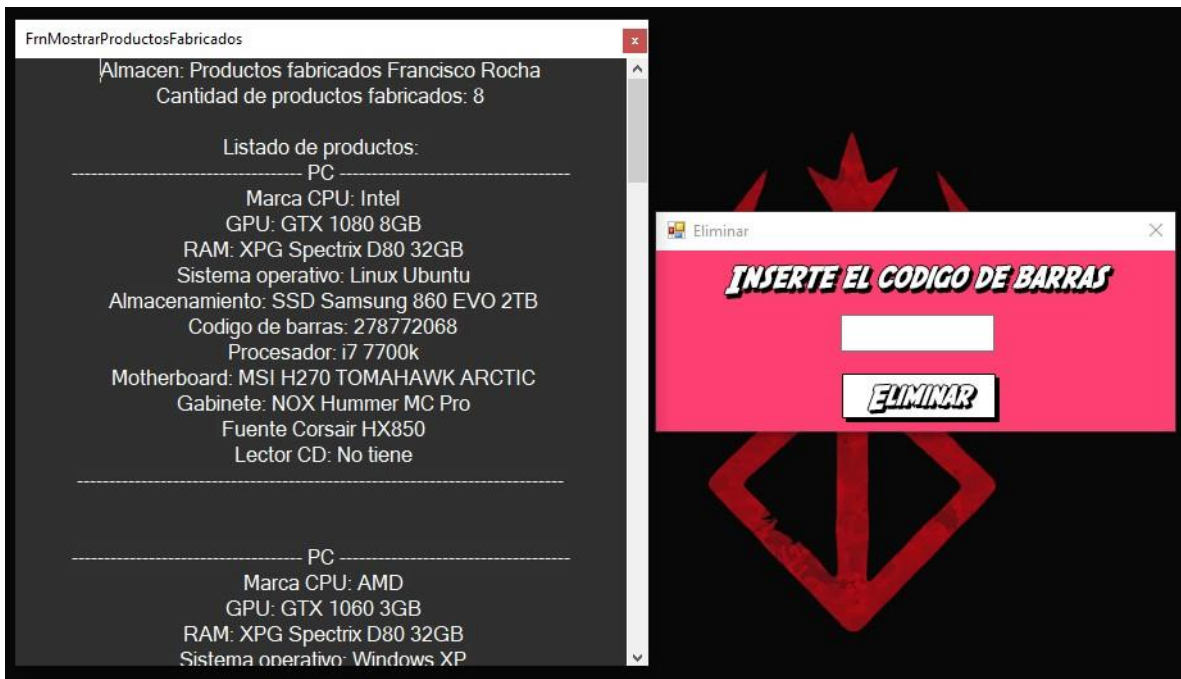 FrnMostrarProductosFabricados
x
Almacen: Productos fabricados Francisco Rocha
Cantidad de productos fabricados: 8
Listado de productos:
----------------------------------- PC -----------------------------------
Marca CPU: Intel
GPU: GTX 1080 8GB
RAM: XPG Spectrix D80 32GB
Sistema operativo: Linux Ubuntu
Almacenamiento: SSD Samsung 860 EVO 2TB
Codigo de barras: 278772068
Procesador: i7 7700k
Motherboard: MSI H270 TOMAHAWK ARCTIC
Gabinete: NOX Hummer MC Pro
Fuente Corsair HX850
Lector CD: No tiene
--------------------------------------------------------------------------
----------------------------------- PC -----------------------------------
Marca CPU: AMD
GPU: GTX 1060 3GB
RAM: XPG Spectrix D80 32GB
Sistema operativo: Windows XP
Eliminar
INSERTE EL CODIGO DE BARRAS
ELIMINAR